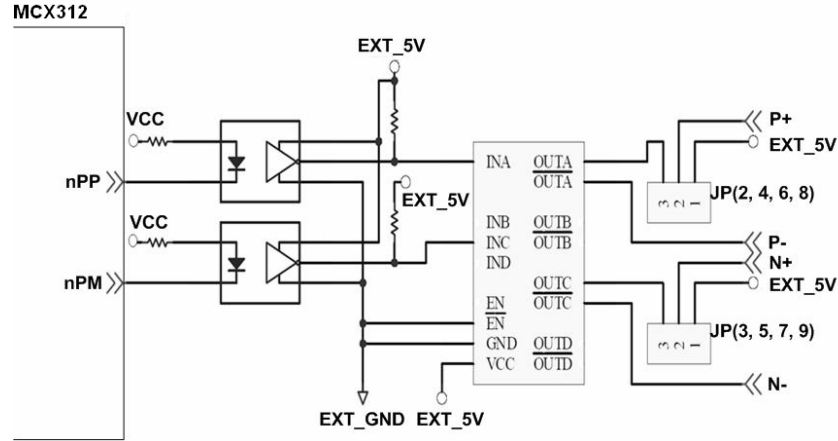 MCX312
EXT_5V
VCC
P+
EXT_5V
INA OUTA
OUTA
nPP
JP(2, 4, 6, 8)
3 2 1
EXT_5V
VCC
INB OUTB
INC OUTB
P-
IND
N+
nPM
OUTC
EXT_5V
EN OUTC
EN
JP(3, 5, 7, 9)
3 2 1
GND OUTD
VCC OUTD
N-
EXT_GND EXT_5V